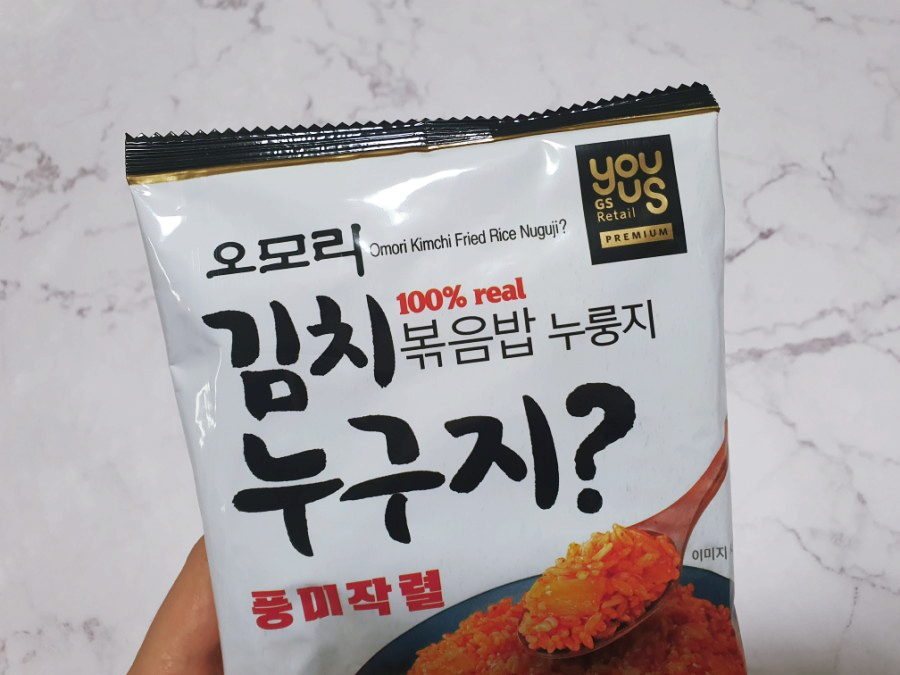 you
us
GS
Retail
PREMIUM
오모리 Omori Kimchi Fried Rice Nuguji?
김치 100% real
볶음밥 누룽지
누구지?
풍미작렬
이미지